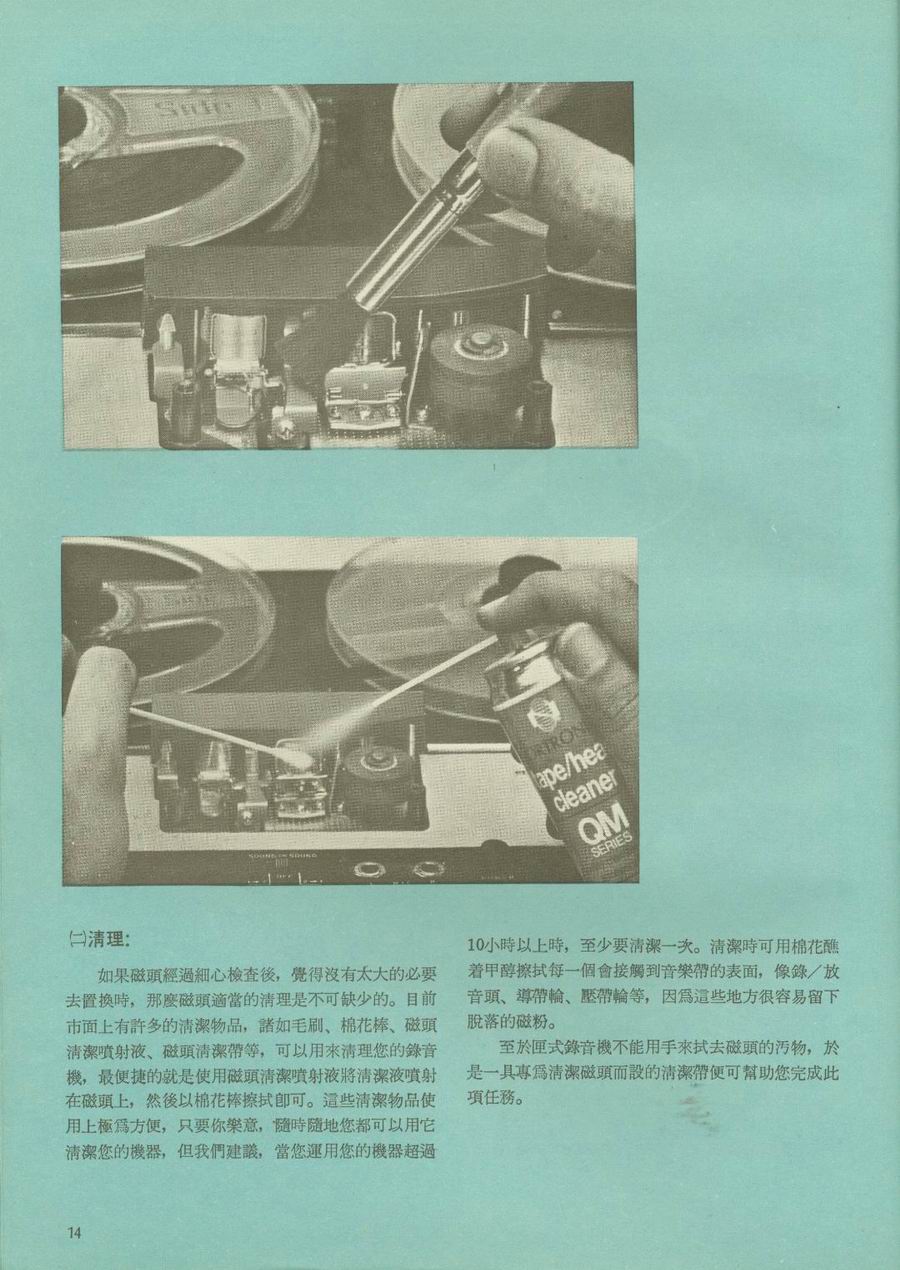 Side 1
Side
tape/head
cleaner
QM
SERIES
SOUND ON SOUND
OFF
㈡清理：
如果磁頭經過細心檢查後，覺得沒有太大的必要
去置換時，那麼磁頭適當的清理是不可缺少的。目前
市面上有許多的清潔物品，諸如毛刷、棉花棒、磁頭
清潔噴射液、磁頭清潔帶等，可以用來清理您的錄音
機，最便捷的就是使用磁頭清潔噴射液將清潔液噴射
在磁頭上，然後以棉花棒擦拭卽可。這些清潔物品使
用上極爲方便，只要你樂意，隨時隨地您都可以用它
淸潔您的機器，但我們建議，當您運用您的機器超過
10小時以上時，至少要清潔一次。清潔時可用棉花醮
着甲醇擦拭每一個會接觸到音樂帶的表面，像錄／放
音頭、導帶輪、壓帶輪等，因爲這些地方很容易留下
脫落的磁粉。
至於匣式錄音機不能用手來拭去磁頭的汚物，於
是一具專爲清潔磁頭而設的清潔帶便可幫助您完成此
項任務。
14